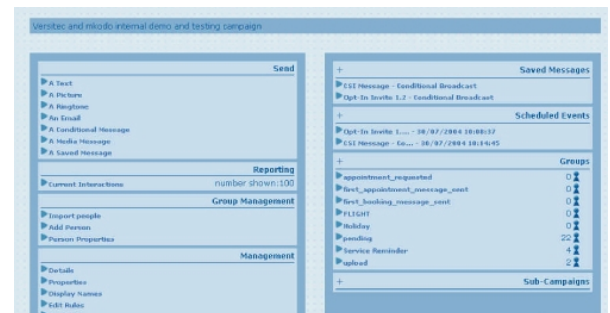 Versitec and mkodo internal demo and testing campaign
Send
A Text
A Picture
A Ringtone
An Email
A Conditional Message
A Media Message
A Saved Message
Reporting
Current Interactions number shown:100
Group Management
Import people
Add Person
Person Properties
Management
Details
Properties
Display Names
Edit Rules
+ Saved Messages
CSI Message - Conditional Broadcast
Opt-In Invite 1.2 - Conditional Broadcast
+ Scheduled Events
Opt-In Invite 1.... - 30/07/2004 10:08:37
CSI Message - Co... - 30/07/2004 10:14:45
+ Groups
appointment_requested 0
first_appointment_message_sent 0
first_booking_message_sent 0
FLIGHT 0
Holiday 0
pending 22
Service Reminder 4
upload 2
+ Sub-Campaigns